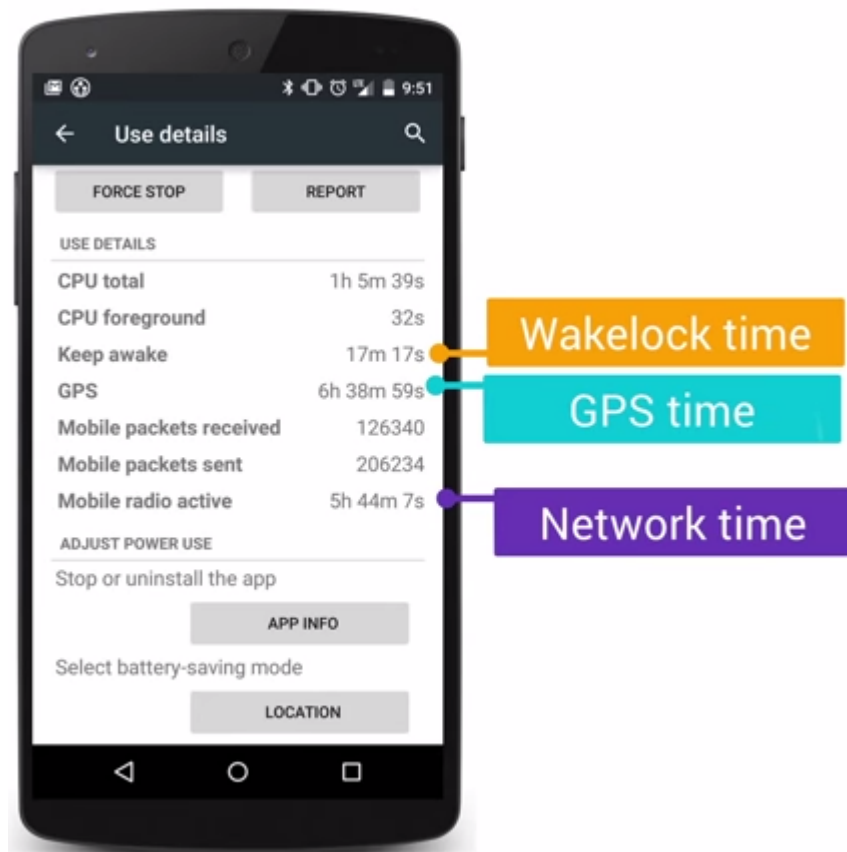 LTE 9:51
Use details
FORCE STOP REPORT
USE DETAILS
CPU total 1h 5m 39s
CPU foreground 32s
Keep awake 17m 17s
Wakelock time
GPS 6h 38m 59s
GPS time
Mobile packets received 126340
Mobile packets sent 206234
Mobile radio active 5h 44m 7s
Network time
ADJUST POWER USE
Stop or uninstall the app
APP INFO
Select battery-saving mode
LOCATION